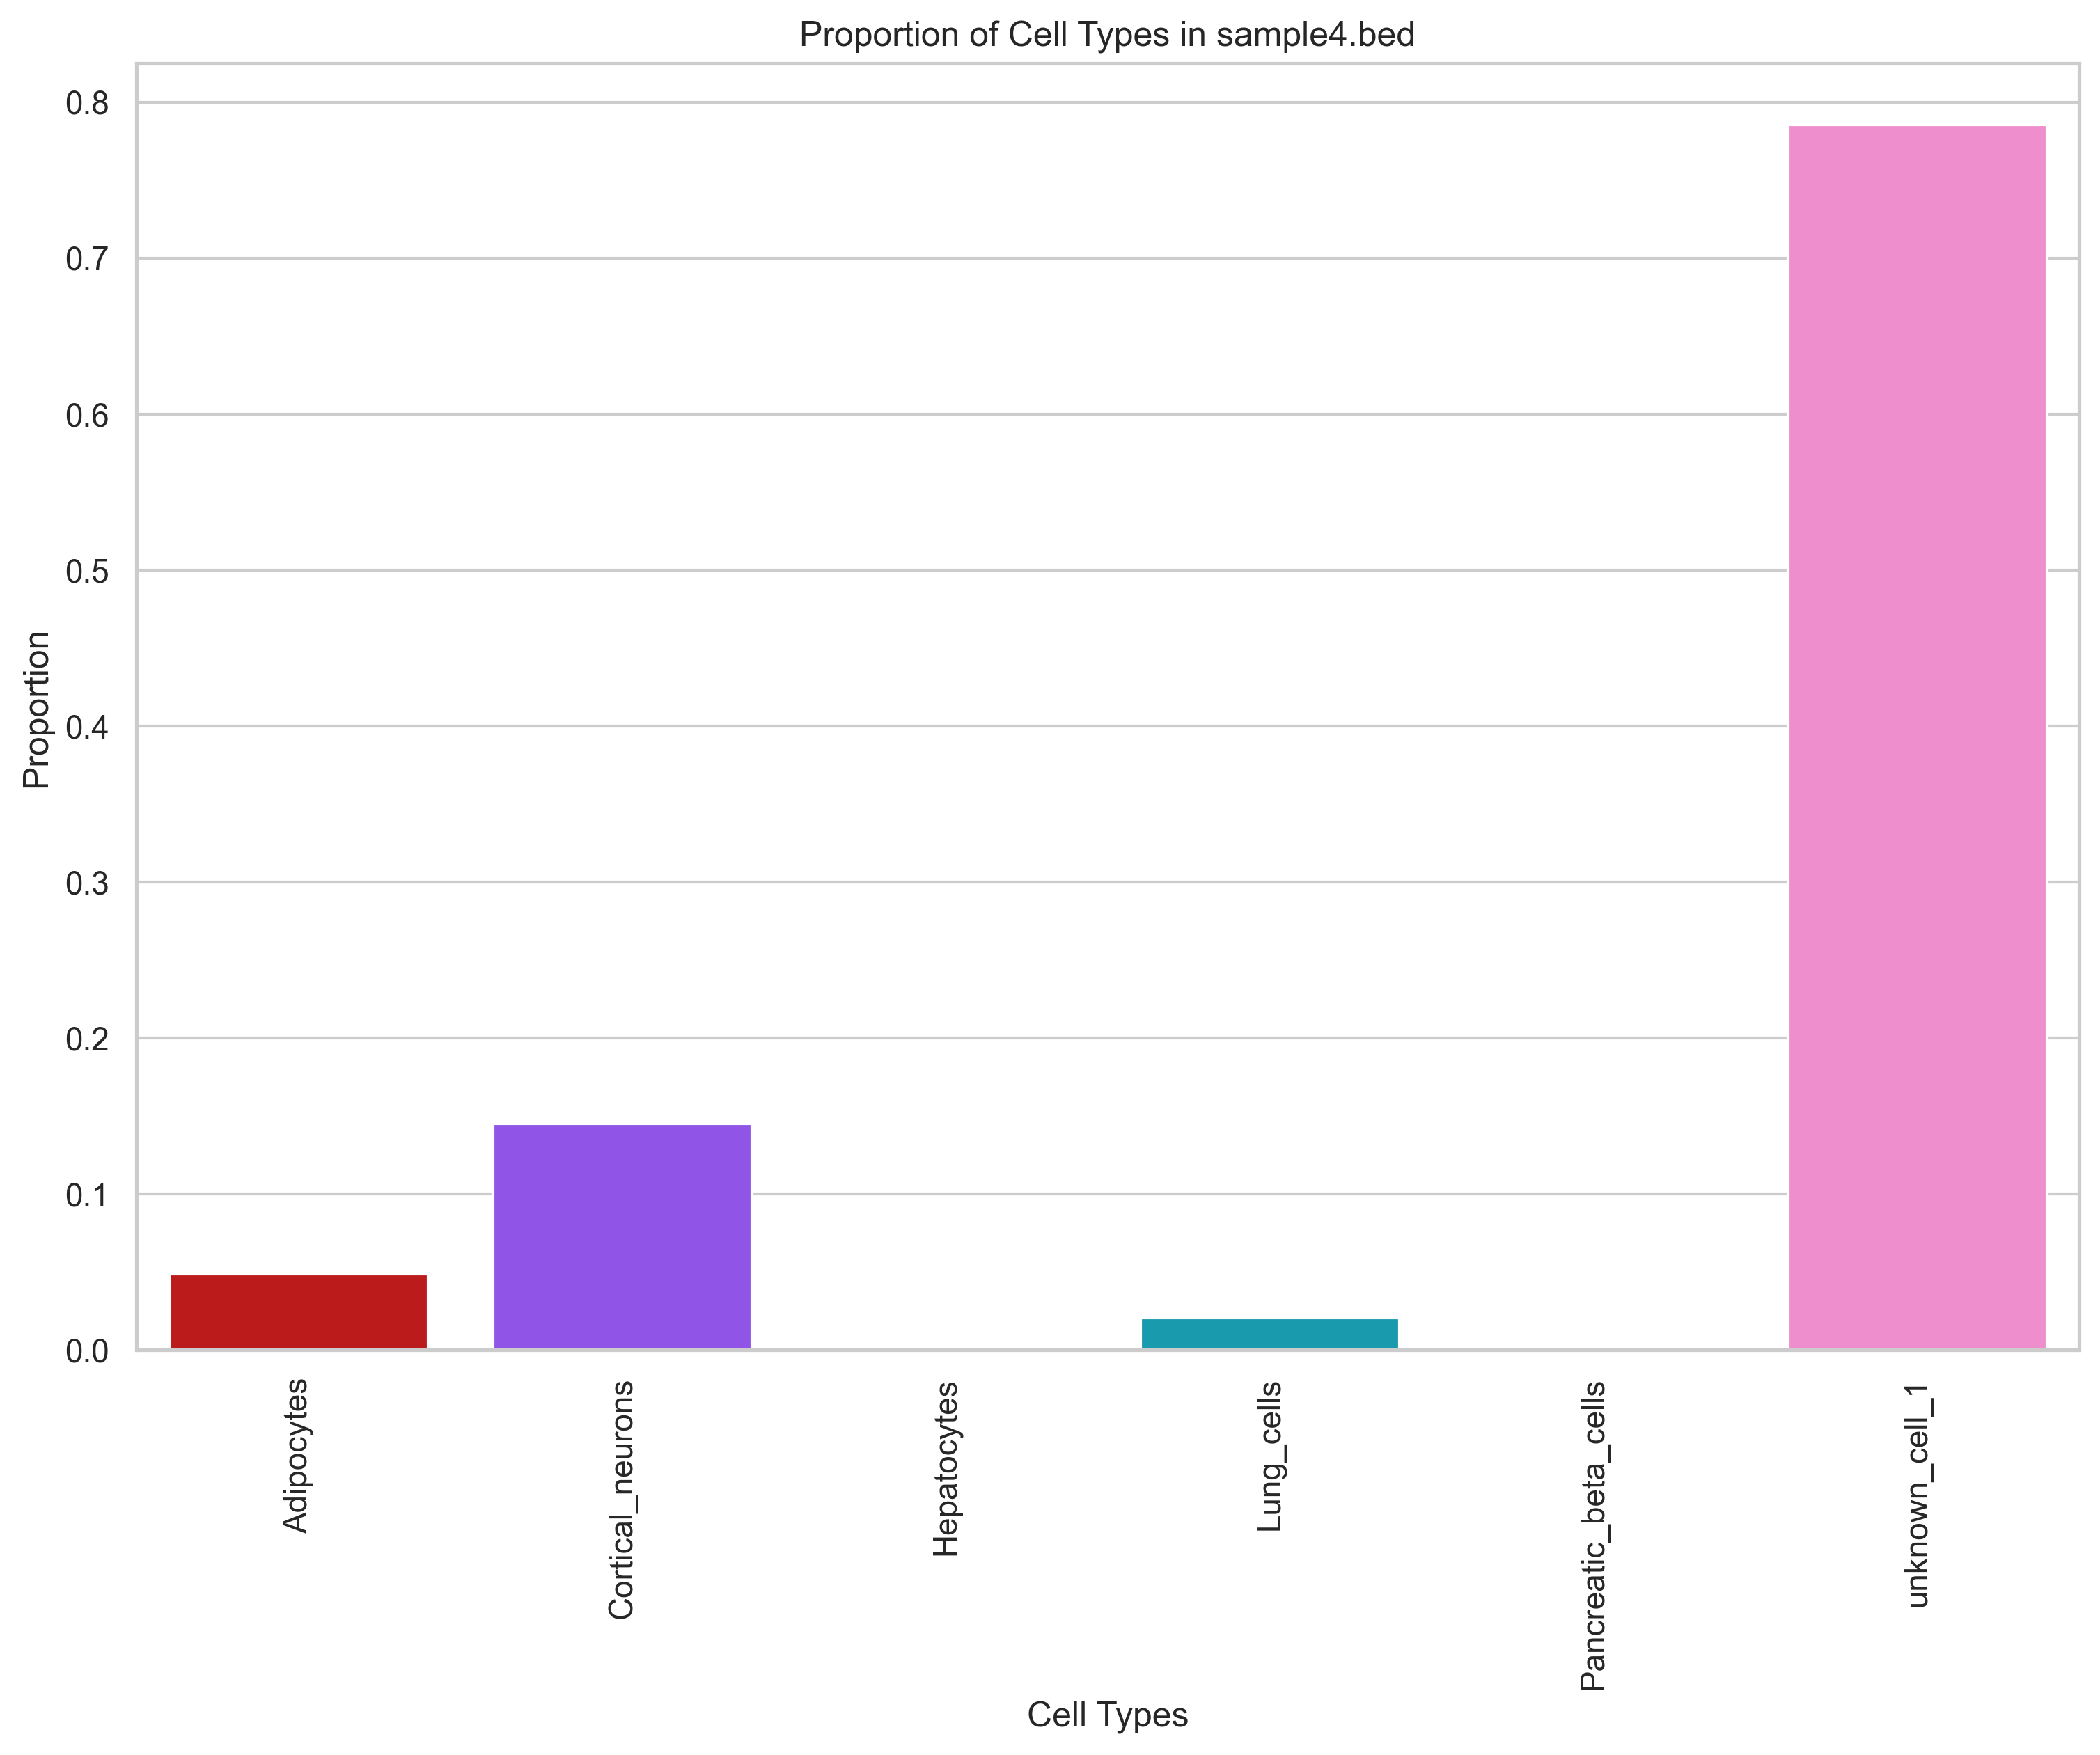 Proportion of Cell Types in sample4.bed
0.8
0.7
0.6
0.5
0.4
0.3
0.2
0.1
0.0
Proportion
Adipocytes
Cortical_neurons
Hepatocytes
Lung_cells
Pancreatic_beta_cells
unknown_cell_1
Cell Types